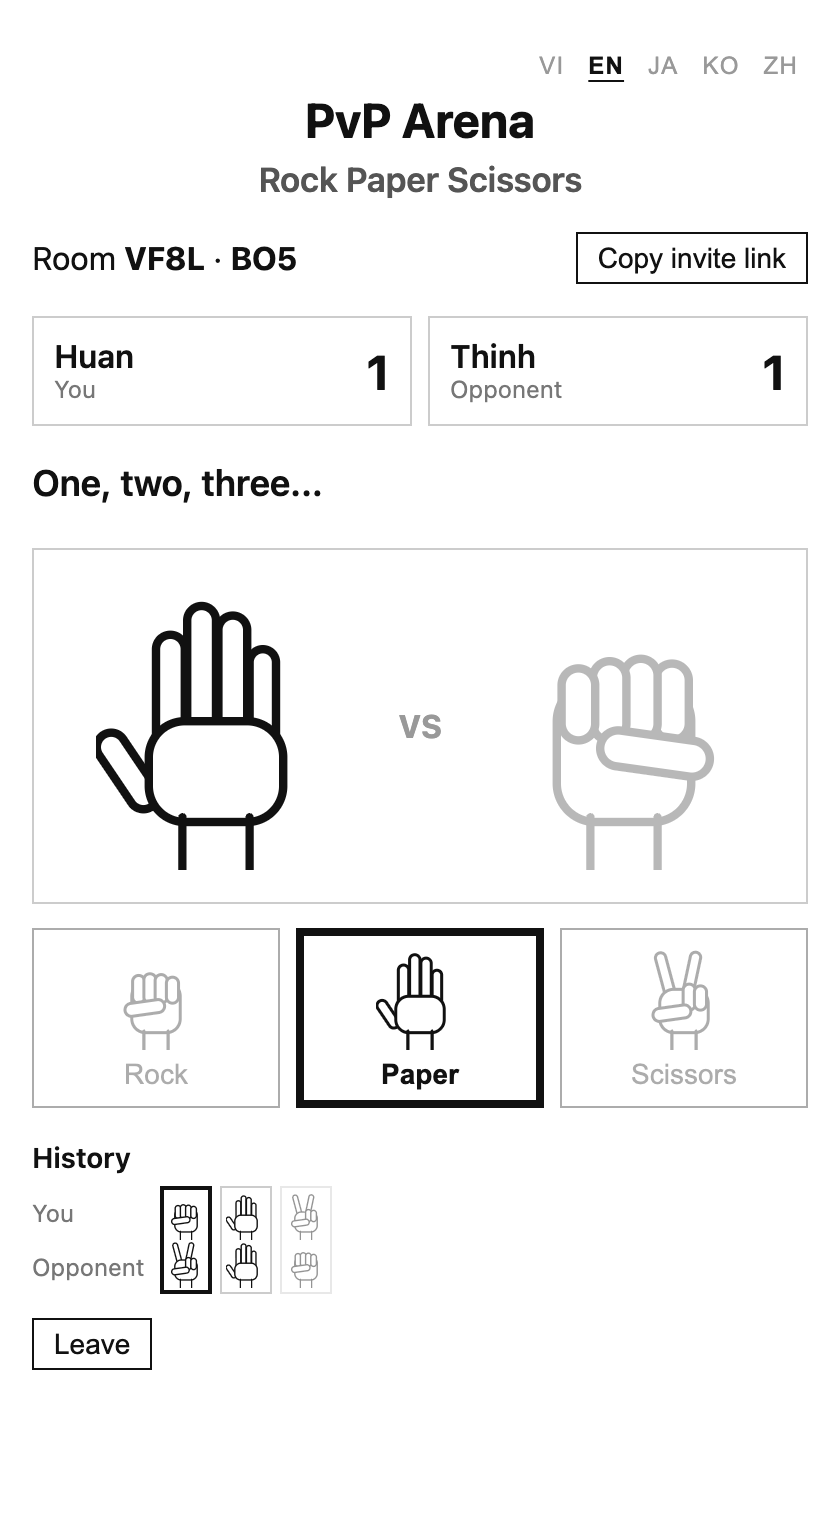 VI EN JA KO ZH
PvP Arena
Rock Paper Scissors
Room VF8L · BO5
Copy invite link
Huan
You
1
Thinh
Opponent
1
One, two, three...
VS
Rock
Paper
Scissors
History
You
Opponent
Leave